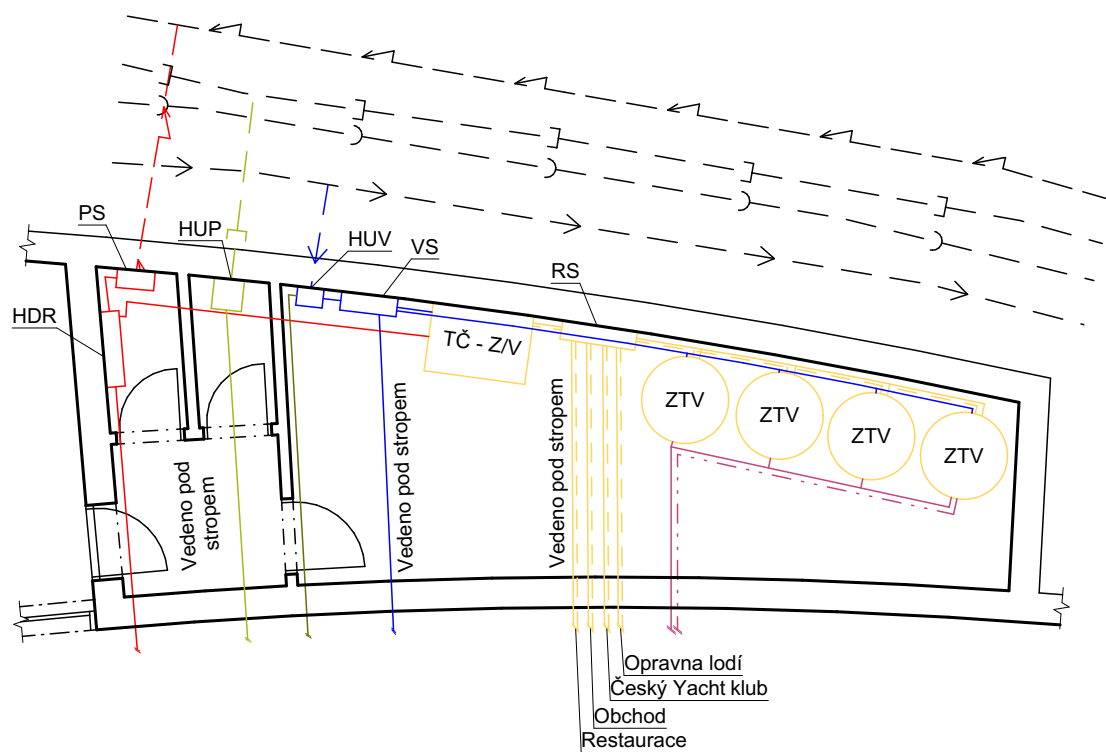 PS
HUP
HUV
VS
RS
HDR
TČ - Z/V
ZTV
ZTV
ZTV
ZTV
Vedeno pod
stropem
Vedeno pod stropem
Vedeno pod stropem
Opravna lodí
Český Yacht klub
Obchod
Restaurace